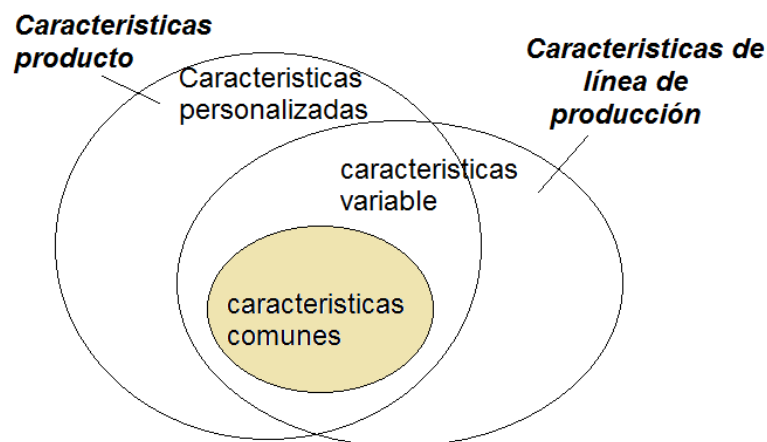 Caracteristicas
producto
Caracteristicas
personalizadas
Caracteristicas de
línea de
producción
caracteristicas
variable
caracteristicas
comunes